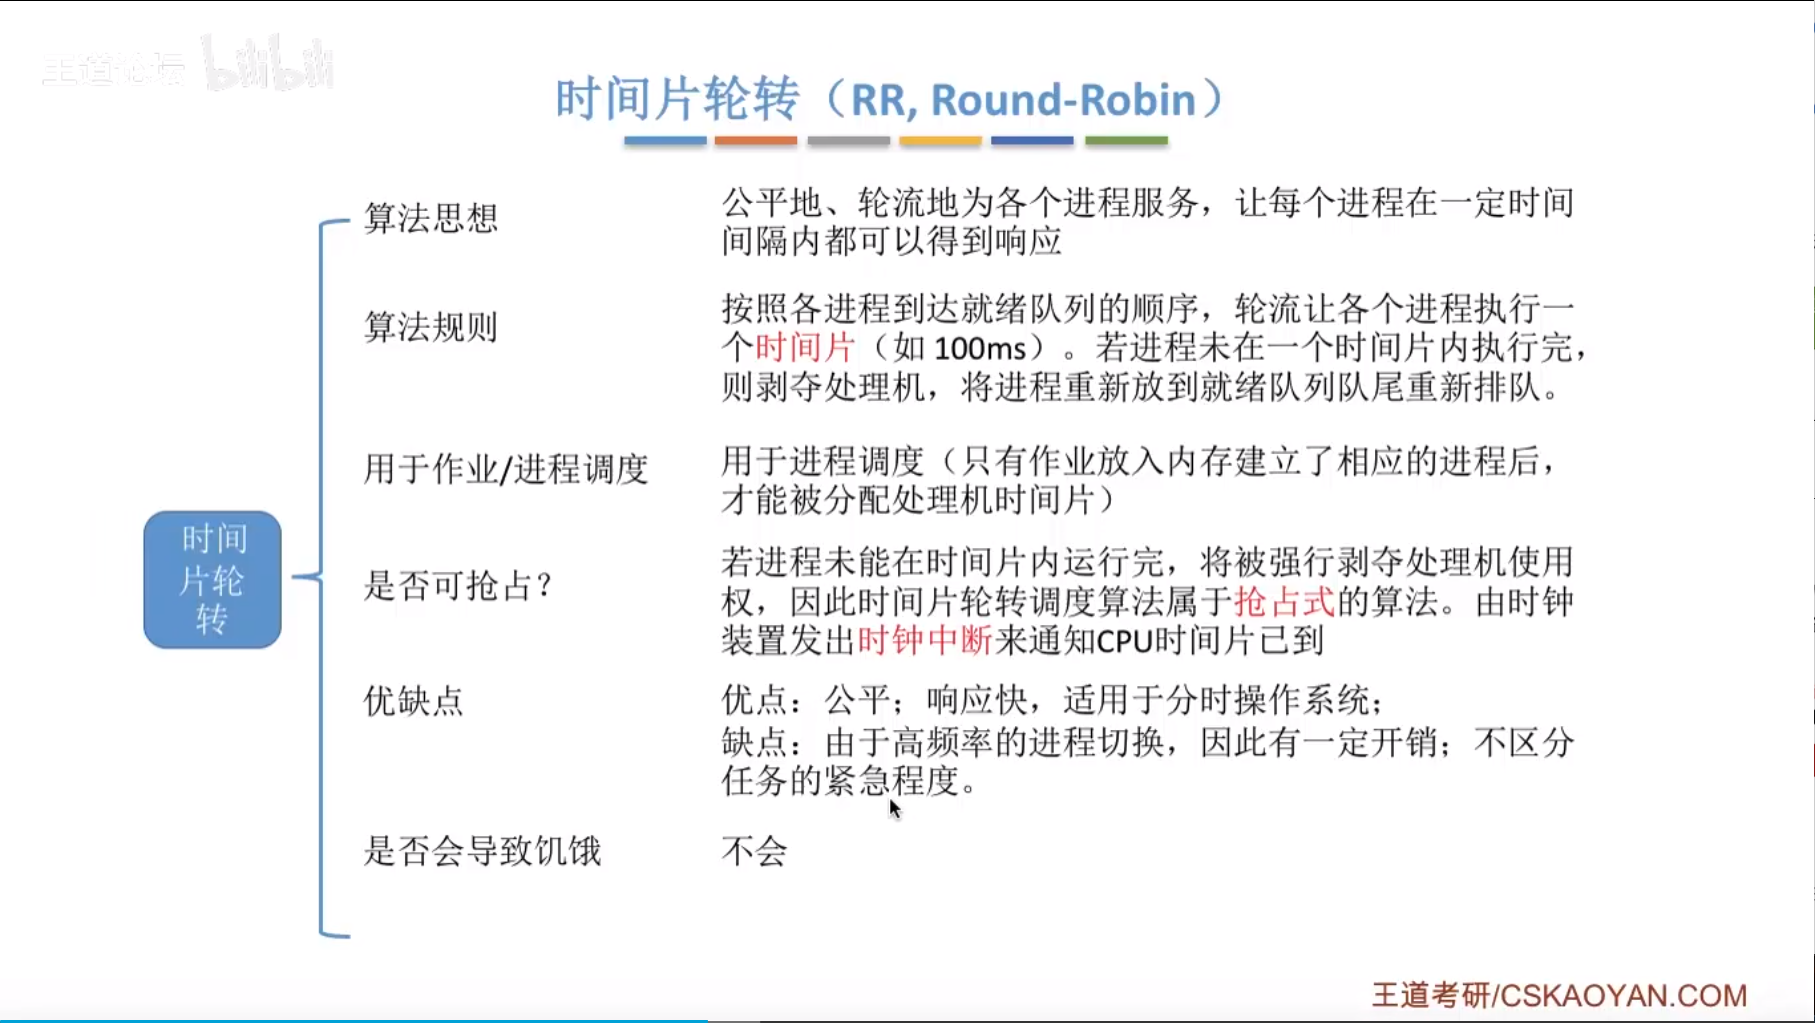 王道论坛 bilibili
时间片轮转（RR, Round-Robin）
算法思想
公平地、轮流地为各个进程服务，让每个进程在一定时间
间隔内都可以得到响应
算法规则
按照各进程到达就绪队列的顺序，轮流让各个进程执行一
个时间片（如 100ms）。若进程未在一个时间片内执行完，
则剥夺处理机，将进程重新放到就绪队列队尾重新排队。
用于作业/进程调度
用于进程调度（只有作业放入内存建立了相应的进程后，
才能被分配处理机时间片）
时间
片轮
转
是否可抢占？
若进程未能在时间片内运行完，将被强行剥夺处理机使用
权，因此时间片轮转调度算法属于抢占式的算法。由时钟
装置发出时钟中断来通知CPU时间片已到
优缺点
优点：公平；响应快，适用于分时操作系统；
缺点：由于高频率的进程切换，因此有一定开销；不区分
任务的紧急程度。
是否会导致饥饿
不会
王道考研/CSKAOYAN.COM